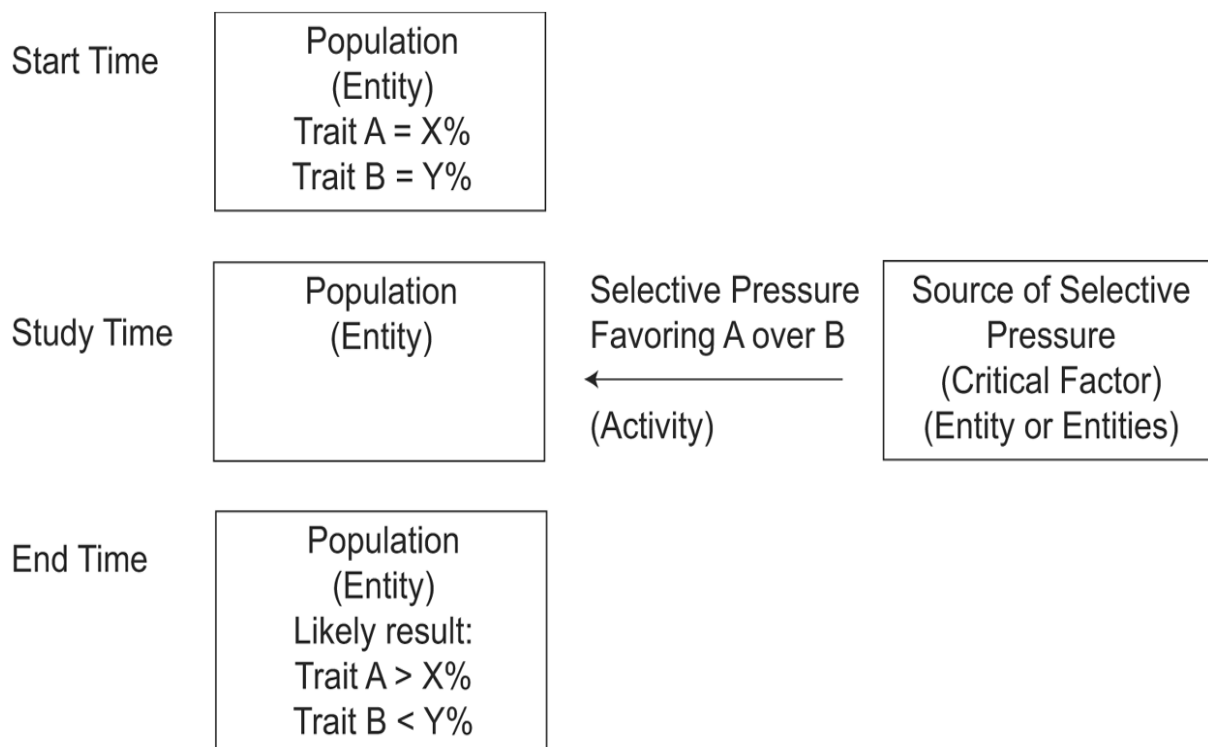 Start Time
Population
(Entity)
Trait A = X%
Trait B = Y%
Study Time
Population
(Entity)
Selective Pressure
Favoring A over B
(Activity)
Source of Selective
Pressure
(Critical Factor)
(Entity or Entities)
End Time
Population
(Entity)
Likely result:
Trait A > X%
Trait B < Y%